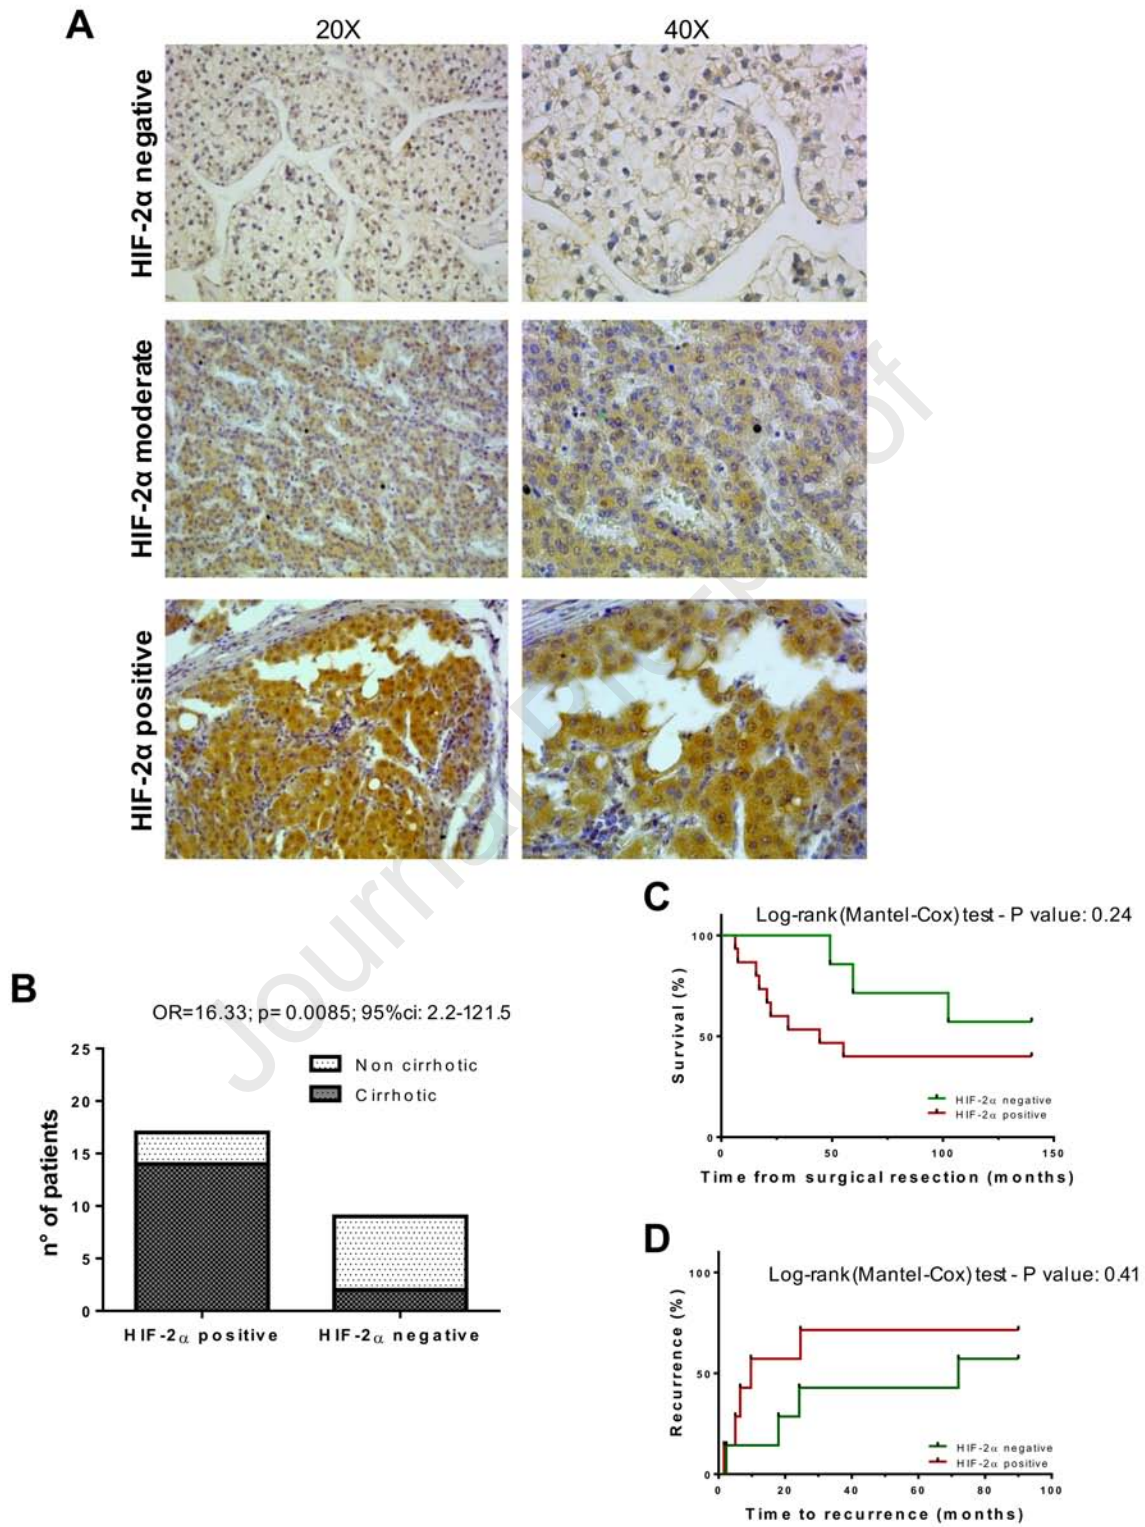 A
20X 40X
HIF-2α negative
HIF-2α moderate
HIF-2α positive
Journal Pre-proof
B
OR=16.33; p= 0.0085; 95%ci: 2.2-121.5
n° of patients
25
20
15
10
5
0
Non cirrhotic
Cirrhotic
HIF-2α positive HIF-2α negative
C
Log-rank (Mantel-Cox) test - P value: 0.24
Survival (%)
100
50
0
HIF-2α negative
HIF-2α positive
0 50 100 150
Time from surgical resection (months)
D
Log-rank (Mantel-Cox) test - P value: 0.41
Recurrence (%)
100
50
0
HIF-2α negative
HIF-2α positive
0 20 40 60 80 100
Time to recurrence (months)